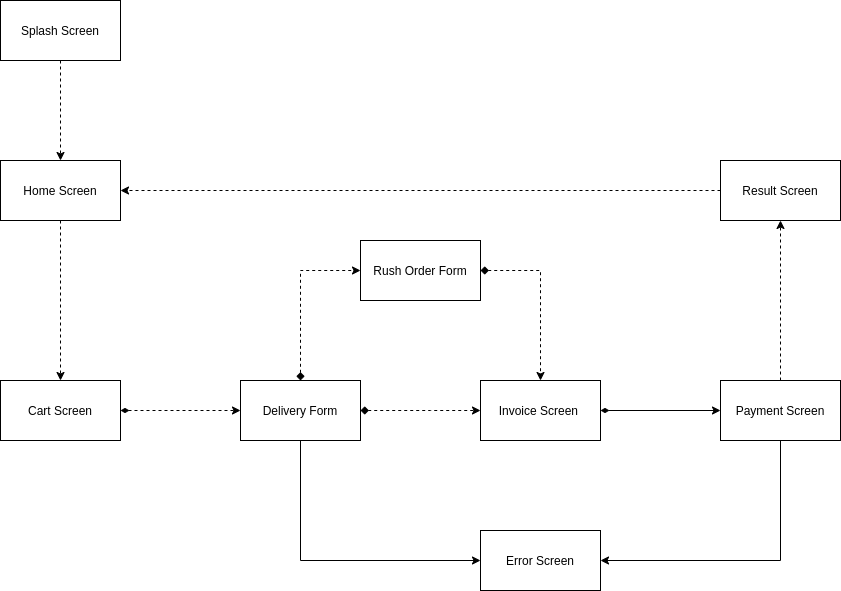 Splash Screen
Home Screen
Result Screen
Rush Order Form
Cart Screen
Delivery Form
Invoice Screen
Payment Screen
Error Screen